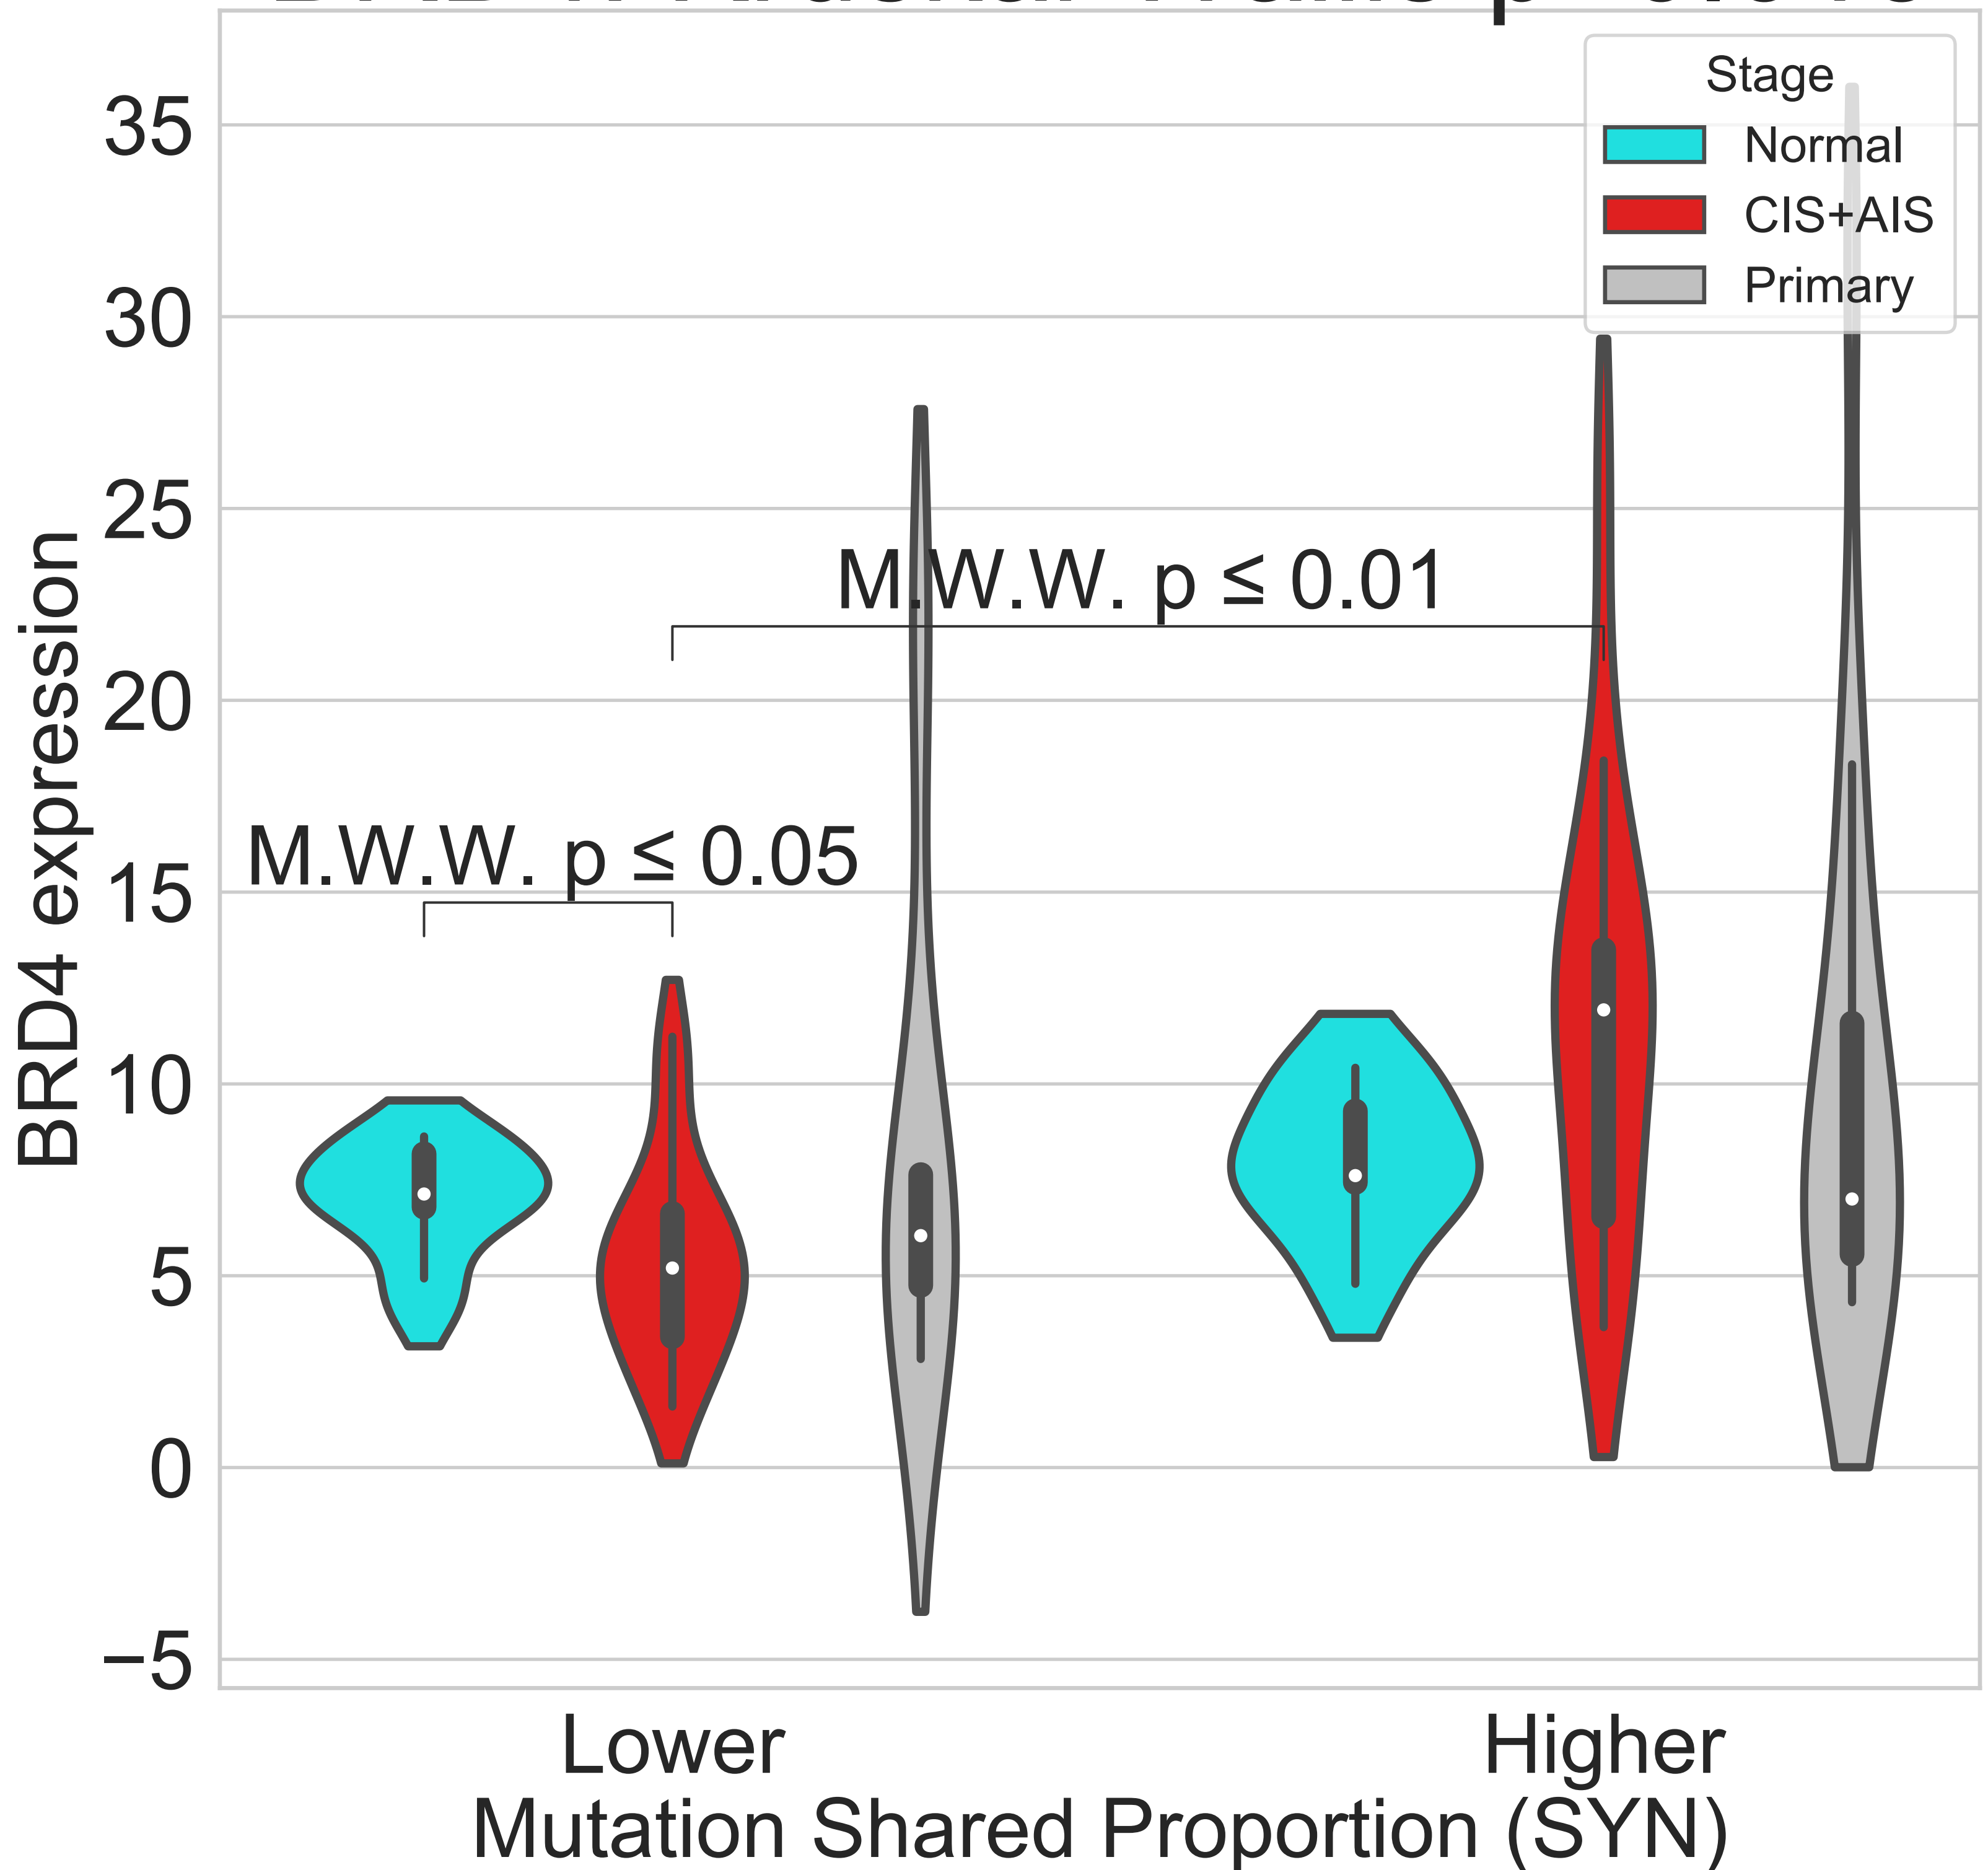 Stage
Normal
CIS+AIS
Primary
35
30
25
20
15
10
5
0
−5
BRD4 expression
M.W.W. p ≤ 0.01
M.W.W. p ≤ 0.05
Lower
Higher
Mutation Shared Proportion (SYN)